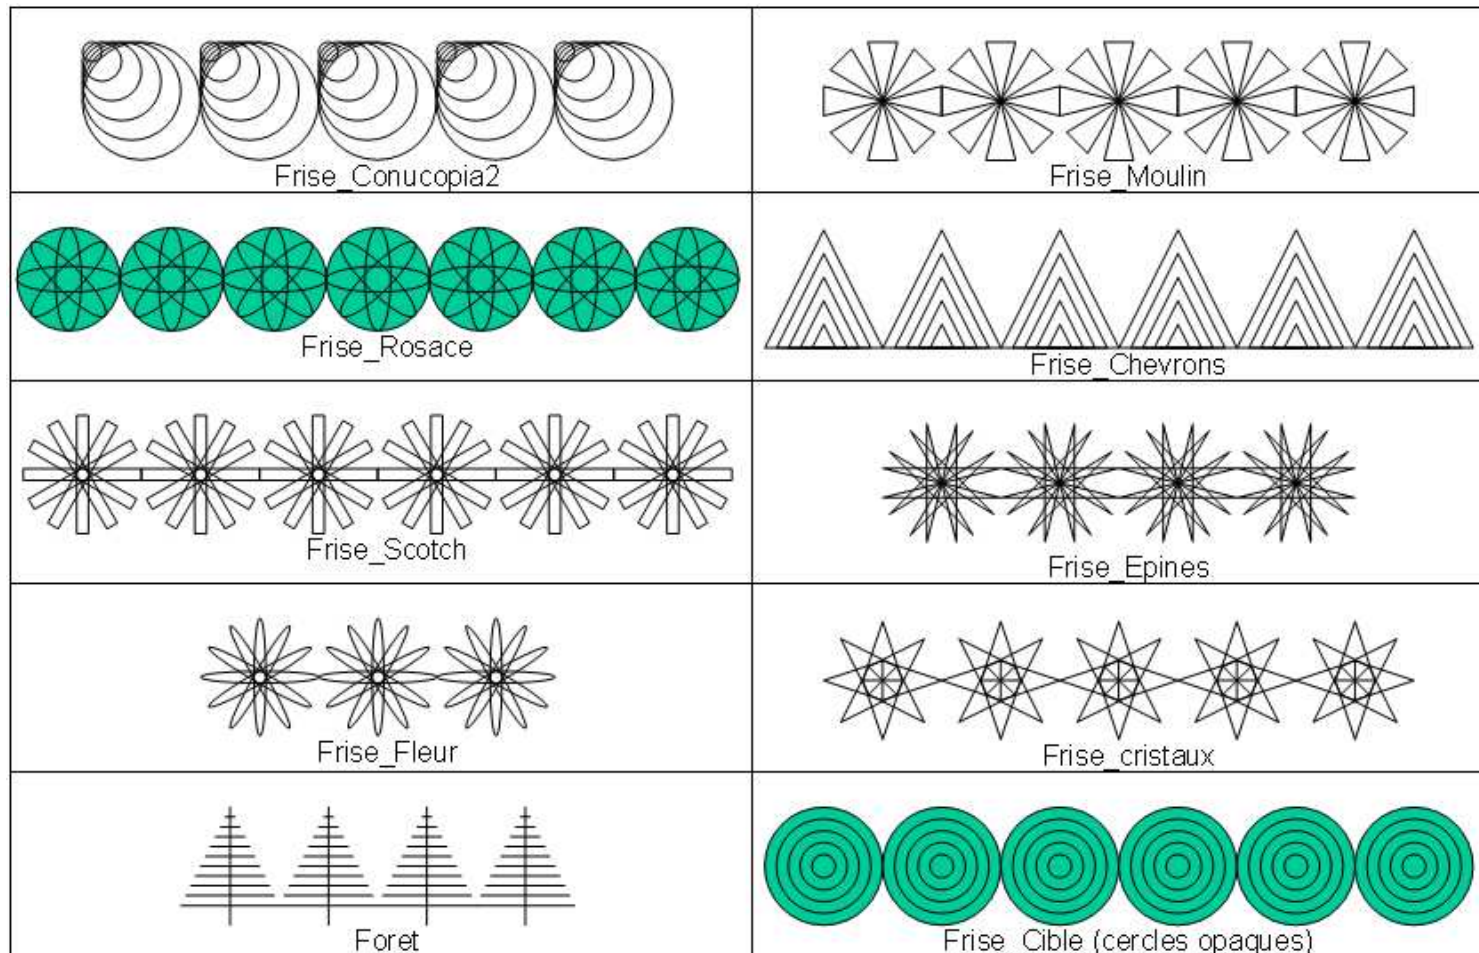 Frise_Conucopia2
Frise_Moulin
Frise_Rosace
Frise_Chevrons
Frise_Scotch
Frise_Epines
Frise_Fleur
Frise_cristaux
Foret
Frise_Cible (cercles opaques)